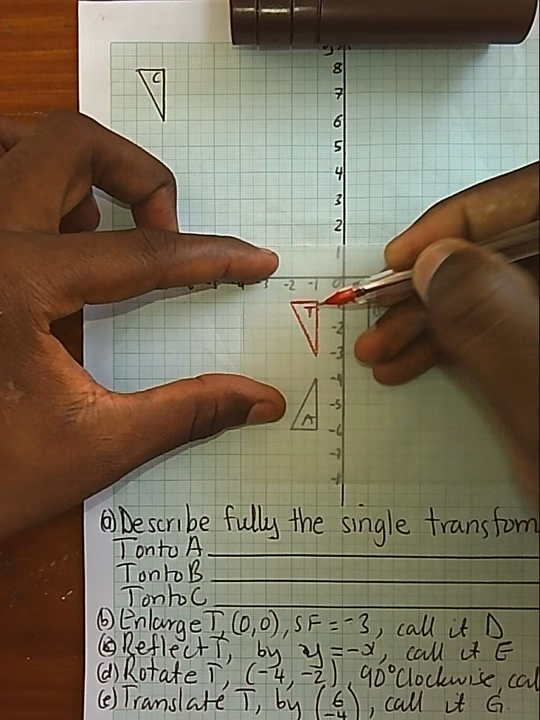 C
8
7
6
5
4
3
2
1
-2 -1 0
T
-2
-3
-4
-5
A
-6
-7
-8
(a) Describe fully the single transfom
T onto A
T onto B
T onto C
(b) Enlarge T, (0,0), SF = -3, call it D
(c) Reflect T, by y = -x, call it E
(d) Rotate T, (-4, -2), 90° clockwise, cal
(e) Translate T, by (6 -4), call it G.